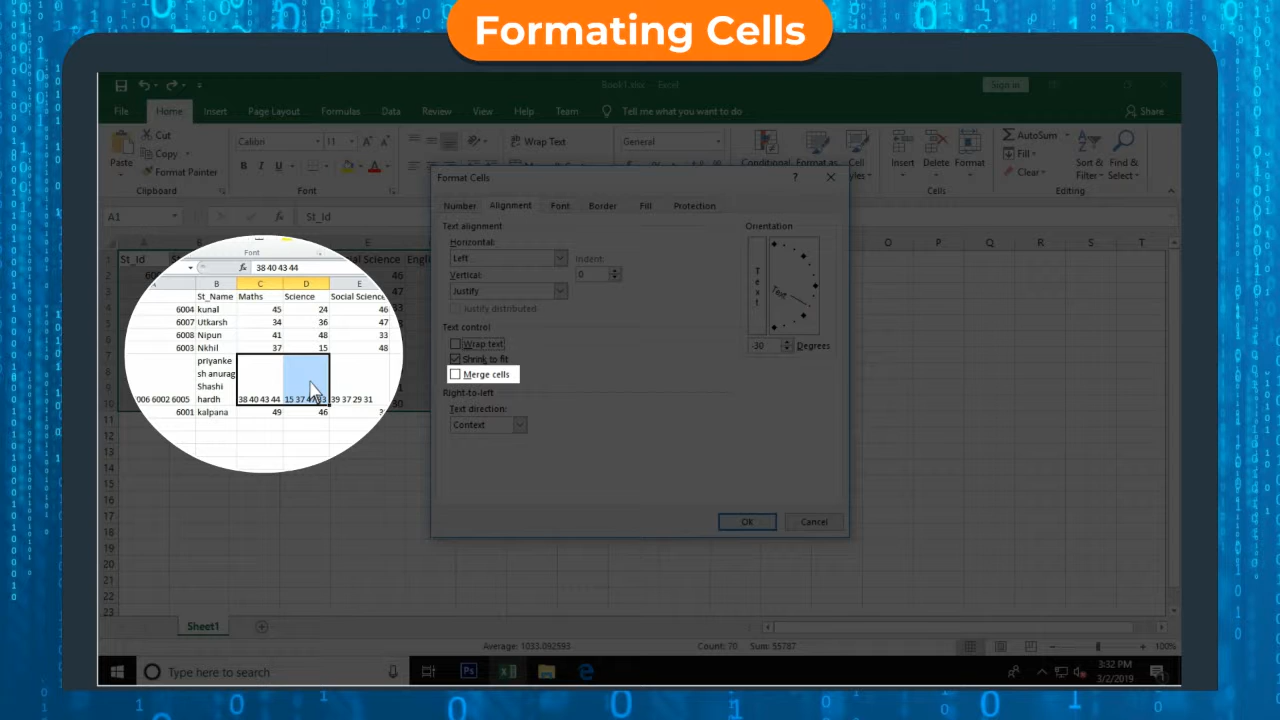 Formating Cells
Book1.xlsx - Excel
Sign in
File Home Insert Page Layout Formulas Data Review View Help Team Tell me what you want to do Share
Paste
Cut
Copy
Format Painter
Clipboard
Calibri 11
B I U
Font
Wrap Text
General
Conditional
Format as
Cell
Styles
Insert Delete Format
Cells
AutoSum
Fill
Clear
Sort & Filter
Find & Select
Editing
A1 fx St_Id
Format Cells
Number Alignment Font Border Fill Protection
Text alignment
Horizontal:
Left
Indent:
0
Vertical:
Justify
Justify distributed
Text control
Wrap text
Shrink to fit
Merge cells
Right-to-left
Text direction:
Context
Orientation
Text
Text
-30 Degrees
OK Cancel
Font
fx 38 40 43 44
B C D E
St_Name Maths Science Social Science
6004 kunal 45 24 46
6007 Utkarsh 34 36 47
6008 Nipun 41 48 33
6003 Nkhil 37 15 48
priyanke
sh anurag
Shashi
006 6002 6005 hardh 38 40 43 44 39 37 29 31
6001 kalpana 49 46
O P Q R S T
Sheet1
Average: 1033.092593 Count: 70 Sum: 55787
100%
Type here to search
Ps
3:32 PM
3/2/2019